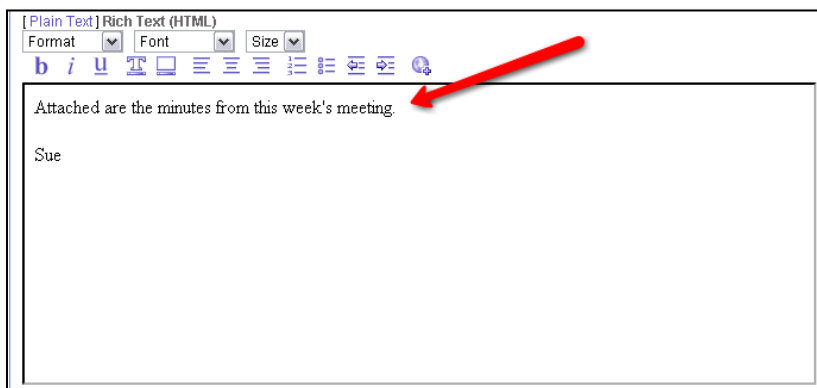 [ Plain Text ] Rich Text (HTML)
Format Font Size
b i u T
Attached are the minutes from this week's meeting.
Sue